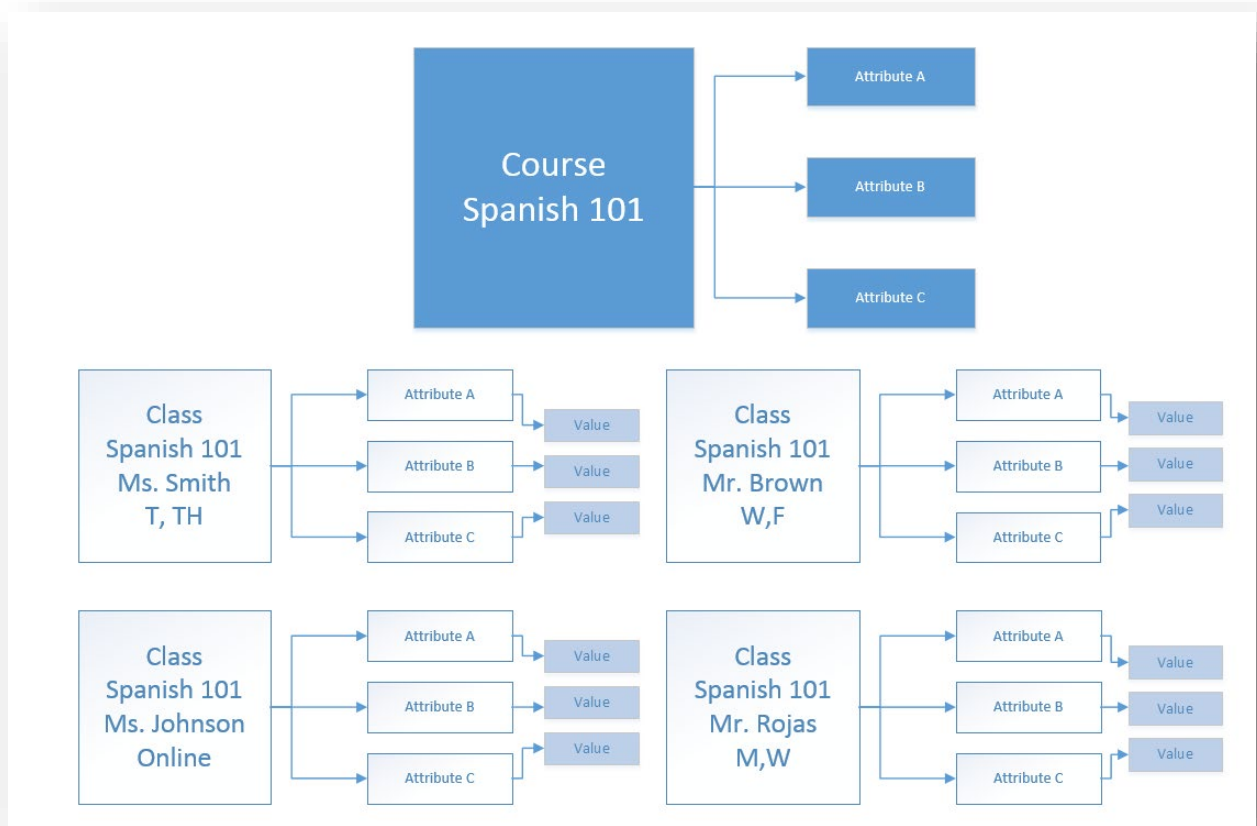 Course
Spanish 101
Attribute A
Attribute B
Attribute C
Class
Spanish 101
Ms. Smith
T, TH
Attribute A
Attribute B
Attribute C
Value
Value
Value
Class
Spanish 101
Mr. Brown
W,F
Attribute A
Attribute B
Attribute C
Value
Value
Value
Class
Spanish 101
Ms. Johnson
Online
Attribute A
Attribute B
Attribute C
Value
Value
Value
Class
Spanish 101
Mr. Rojas
M,W
Attribute A
Attribute B
Attribute C
Value
Value
Value